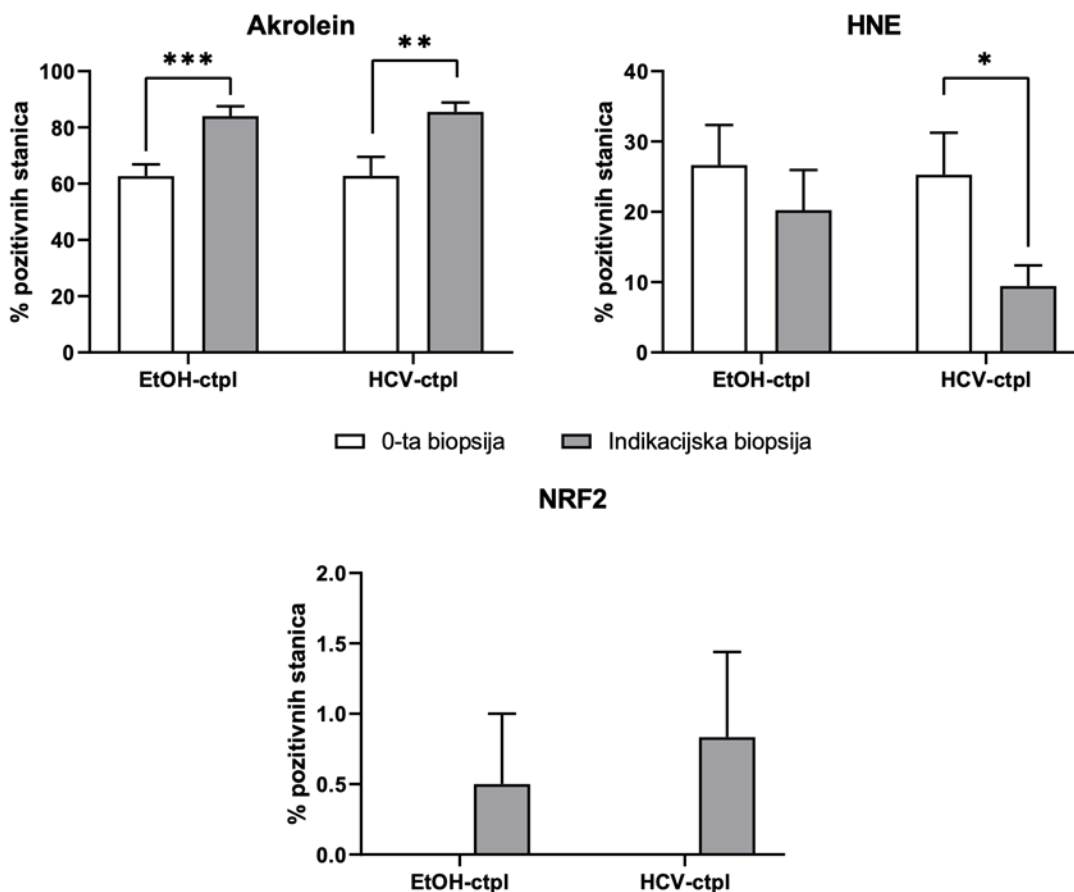 Akrolein
***
**
% pozitivnih stanica
100
80
60
40
20
0
EtOH-ctpl
HCV-ctpl
HNE
*
% pozitivnih stanica
40
30
20
10
0
EtOH-ctpl
HCV-ctpl
0-ta biopsija
Indikacijska biopsija
NRF2
% pozitivnih stanica
2.0
1.5
1.0
0.5
0.0
EtOH-ctpl
HCV-ctpl